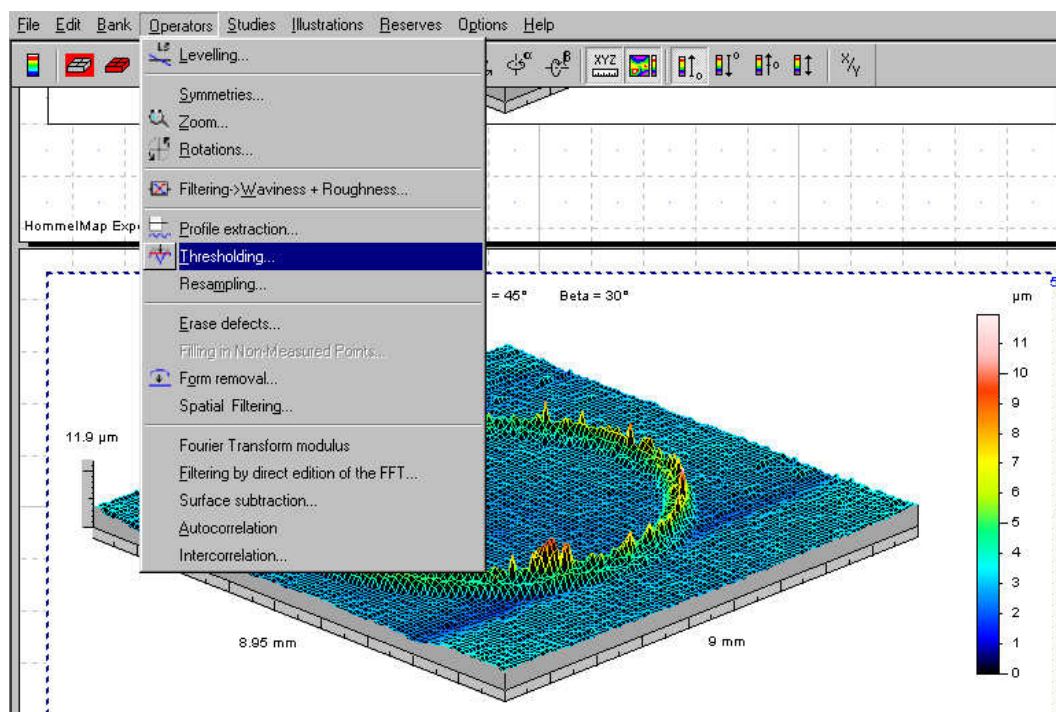 File Edit Bank Operators Studies Illustrations Reserves Options Help
LS
Levelling...
α β XYZ X/Y
Symmetries...
Zoom...
Rotations...
Filtering->Waviness + Roughness...
HommelMap Exp
Profile extraction...
Thresholding...
Resampling...
= 45° Beta = 30°
µm
Erase defects...
Filling in Non-Measured Points...
Form removal...
Spatial Filtering...
Fourier Transform modulus
Filtering by direct edition of the FFT...
Surface subtraction...
Autocorrelation
Intercorrelation...
11.9 µm
8.95 mm
9 mm
11
10
9
8
7
6
5
4
3
2
1
0